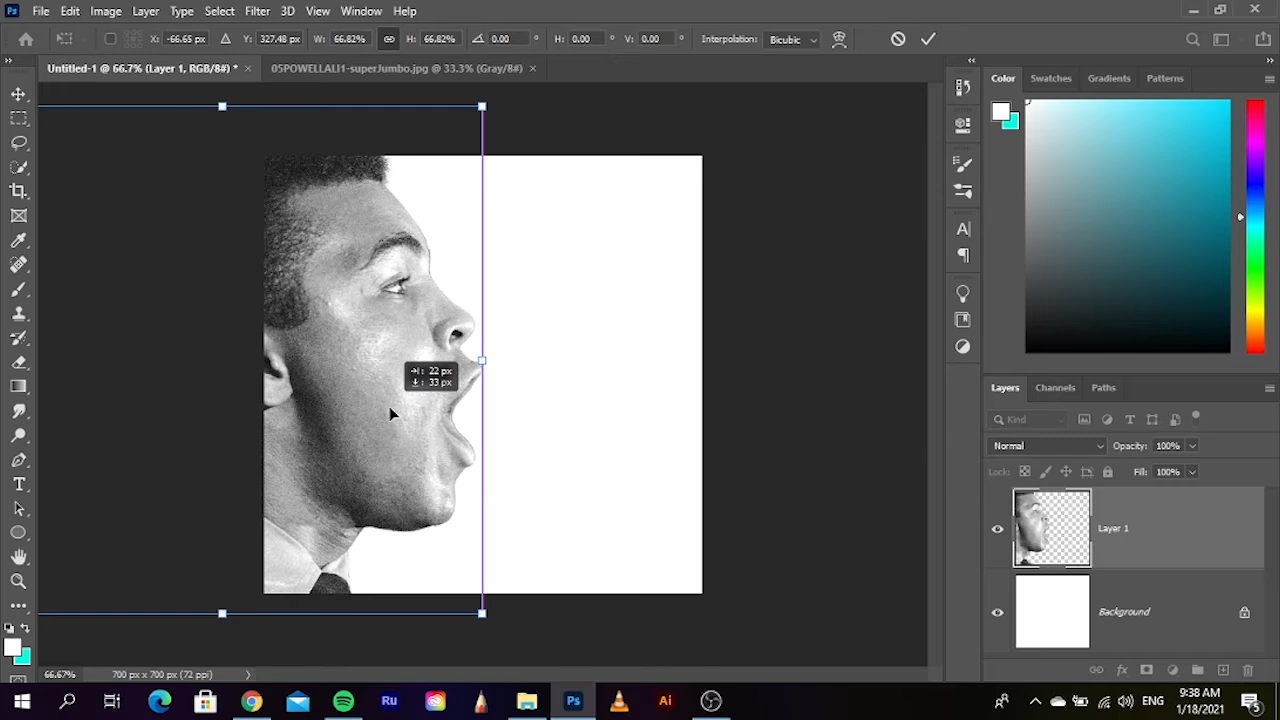 Ps File Edit Image Layer Type Select Filter 3D View Window Help
X: -66.65 px Y: 327.48 px W: 66.82% H: 66.82% 0.00 ° H: 0.00 ° V: 0.00 ° Interpolation: Bicubic
Untitled-1 @ 66.7% (Layer 1, RGB/8#) * × 05POWELLALI1-superJumbo.jpg @ 33.3% (Gray/8#) ×
Color Swatches Gradients Patterns
: 22 px
: 33 px
Layers Channels Paths
Kind
Normal Opacity: 100%
Lock: Fill: 100%
Layer 1
Background
66.67% 700 px x 700 px (72 ppi)
Ru Ps Ai ENG 9:38 AM
1/18/2021 5